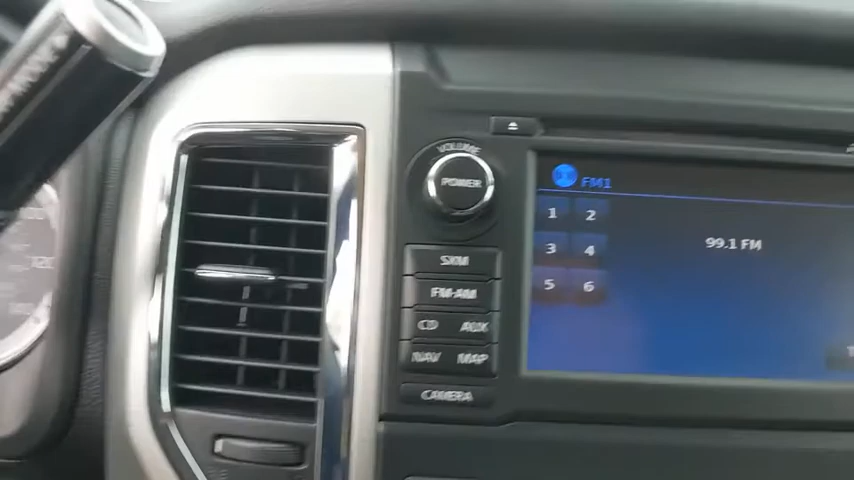 VOLUME
POWER
SXM
FM·AM
CD AUX
NAV MAP
CAMERA
FM1
1 2
3 4
5 6
99.1 FM
120